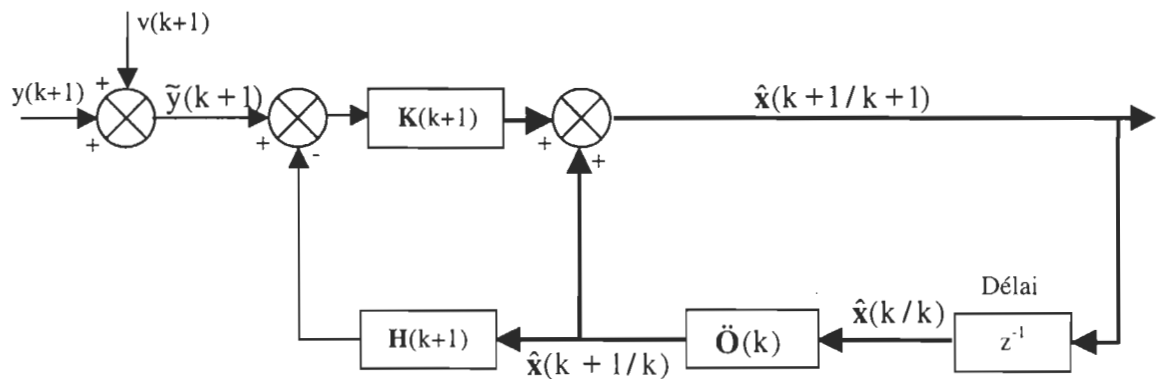 v(k+1)
y(k+1)
+
+
ỹ(k+1)
+
-
K(k+1)
+
+
x̂(k+1/k+1)
Délai
H(k+1)
x̂(k+1/k)
Ö(k)
x̂(k/k)
z⁻¹